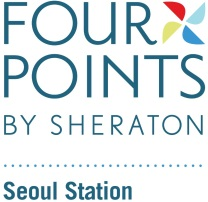 FOUR
POINTS
BY SHERATON
Seoul Station